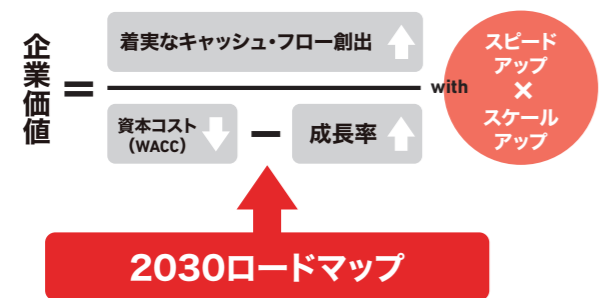 企業価値
=
着実なキャッシュ・フロー創出
資本コスト
(WACC)
ー
成長率
with
スピード
アップ
×
スケール
アップ
2030ロードマップ